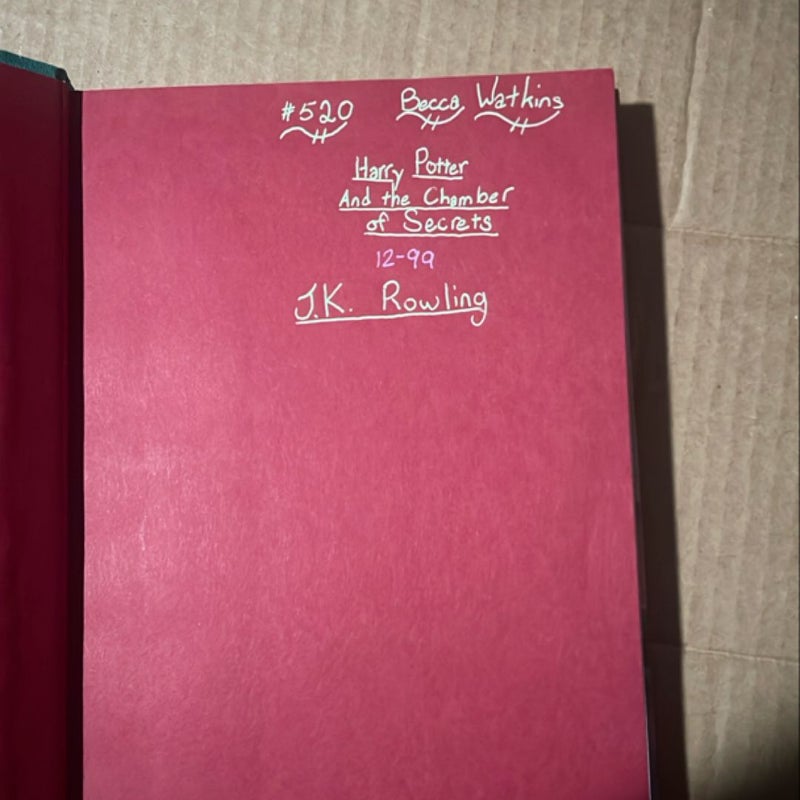 #520 Becca Watkins
Harry Potter
And the Chamber
of Secrets
12-99
J.K. Rowling